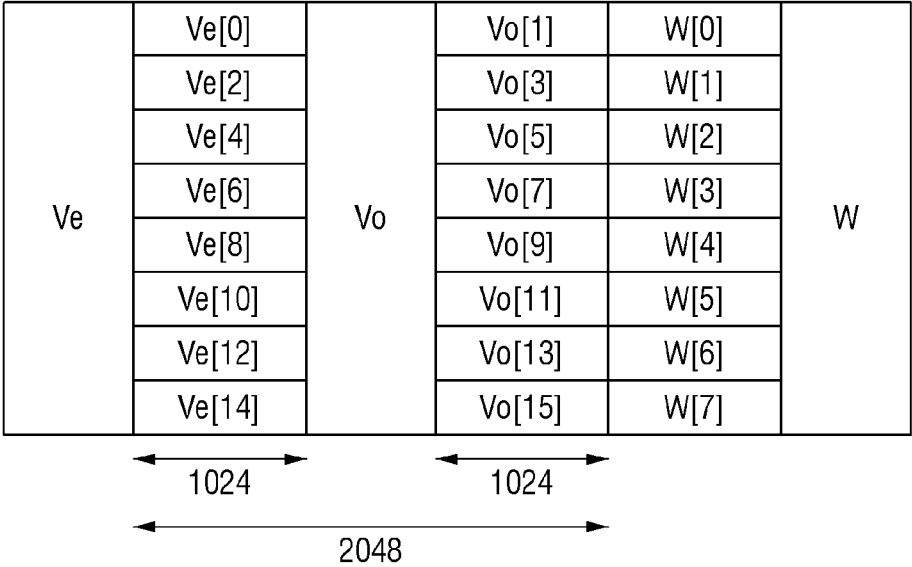 Ve[0] Vo[1] W[0]
Ve[2] Vo[3] W[1]
Ve[4] Vo[5] W[2]
Ve[6] Vo[7] W[3]
Ve Vo W
Ve[8] Vo[9] W[4]
Ve[10] Vo[11] W[5]
Ve[12] Vo[13] W[6]
Ve[14] Vo[15] W[7]
1024 1024
2048